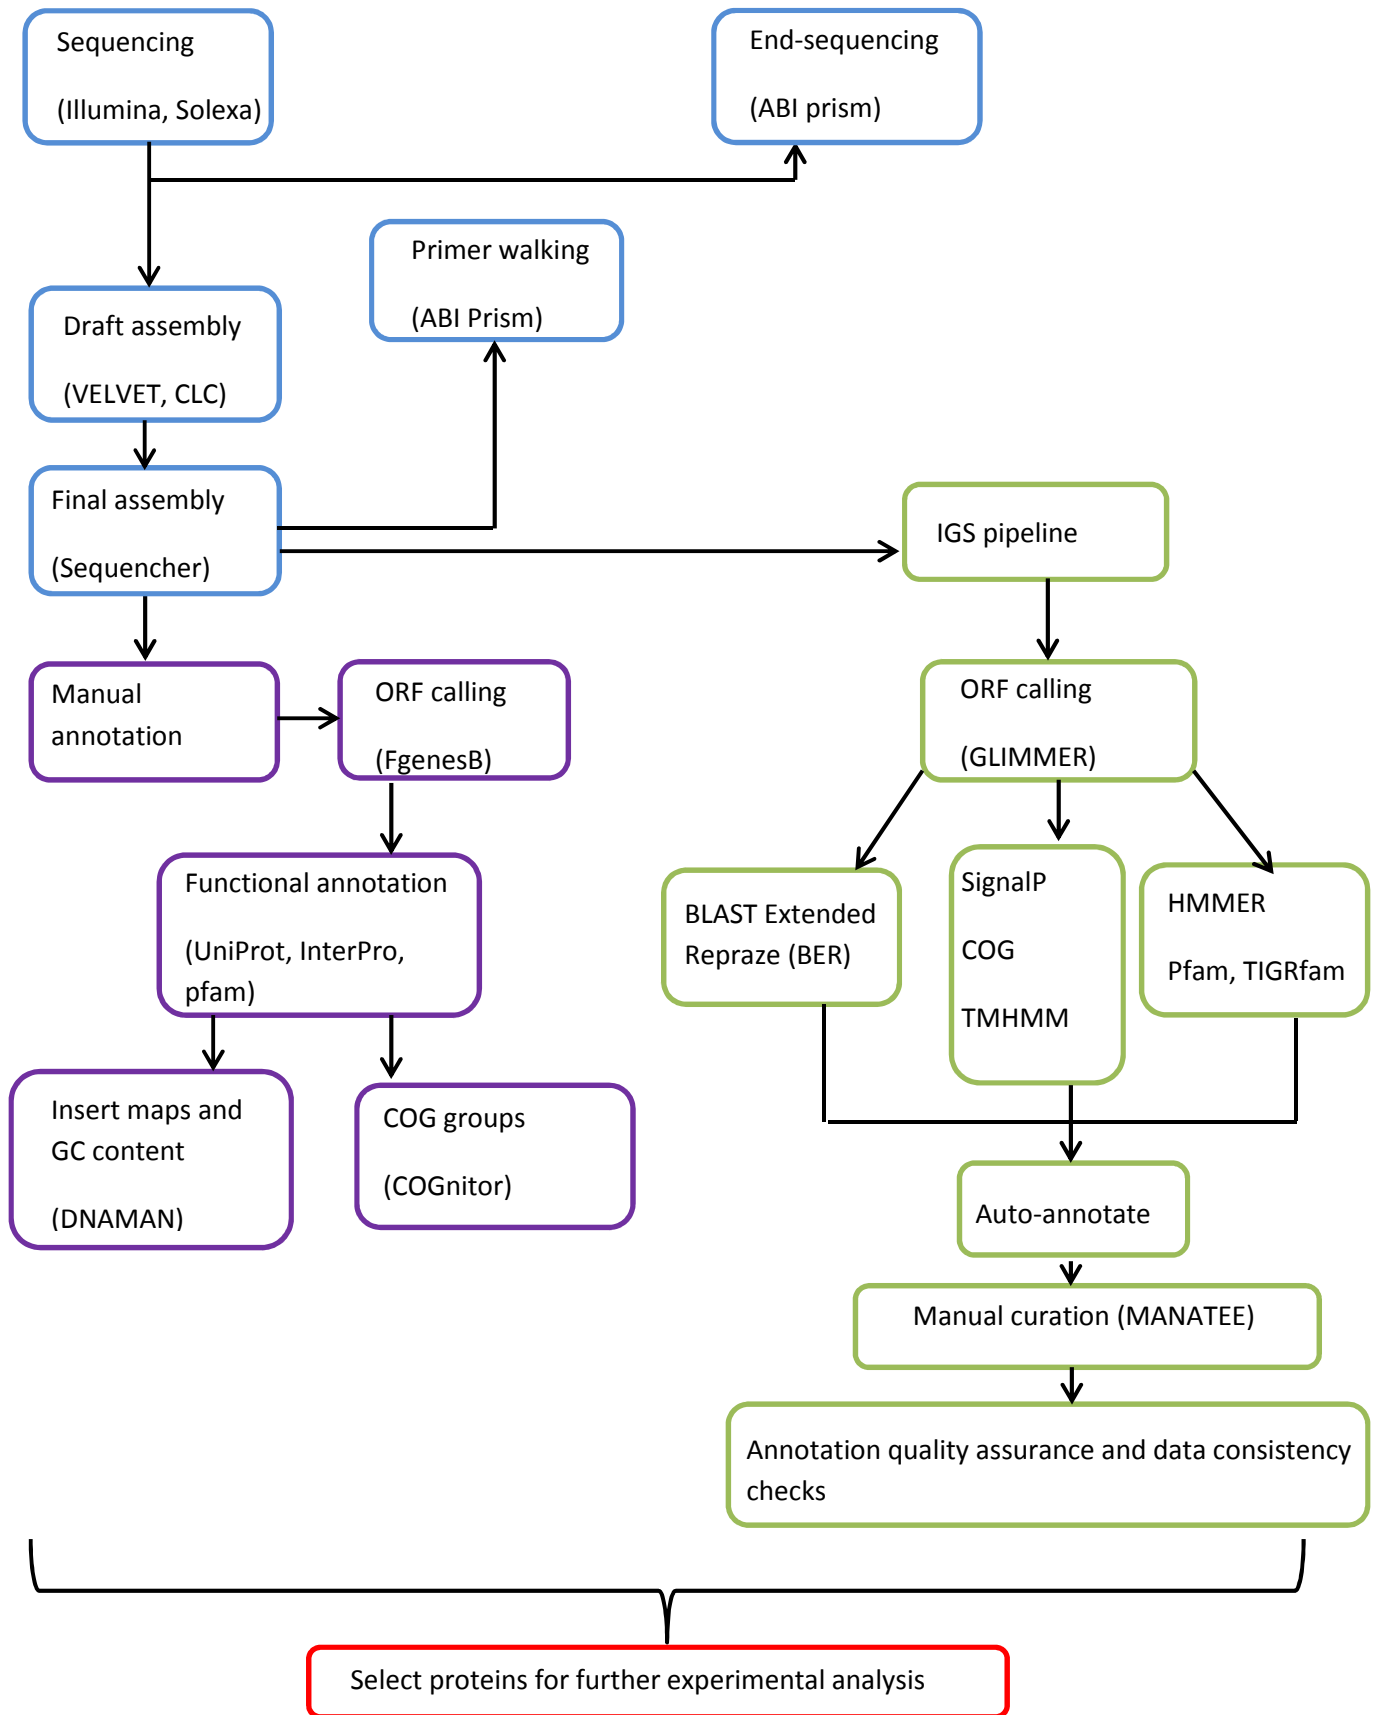 Sequencing
(Illumina, Solexa)
End-sequencing
(ABI prism)
Primer walking
(ABI Prism)
Draft assembly
(VELVET, CLC)
Final assembly
(Sequencher)
IGS pipeline
Manual
annotation
ORF calling
(FgenesB)
ORF calling
(GLIMMER)
Functional annotation
(UniProt, InterPro,
pfam)
BLAST Extended
Repraze (BER)
SignalP
COG
TMHMM
HMMER
Pfam, TIGRfam
Insert maps and
GC content
(DNAMAN)
COG groups
(COGnitor)
Auto-annotate
Manual curation (MANATEE)
Annotation quality assurance and data consistency
checks
Select proteins for further experimental analysis